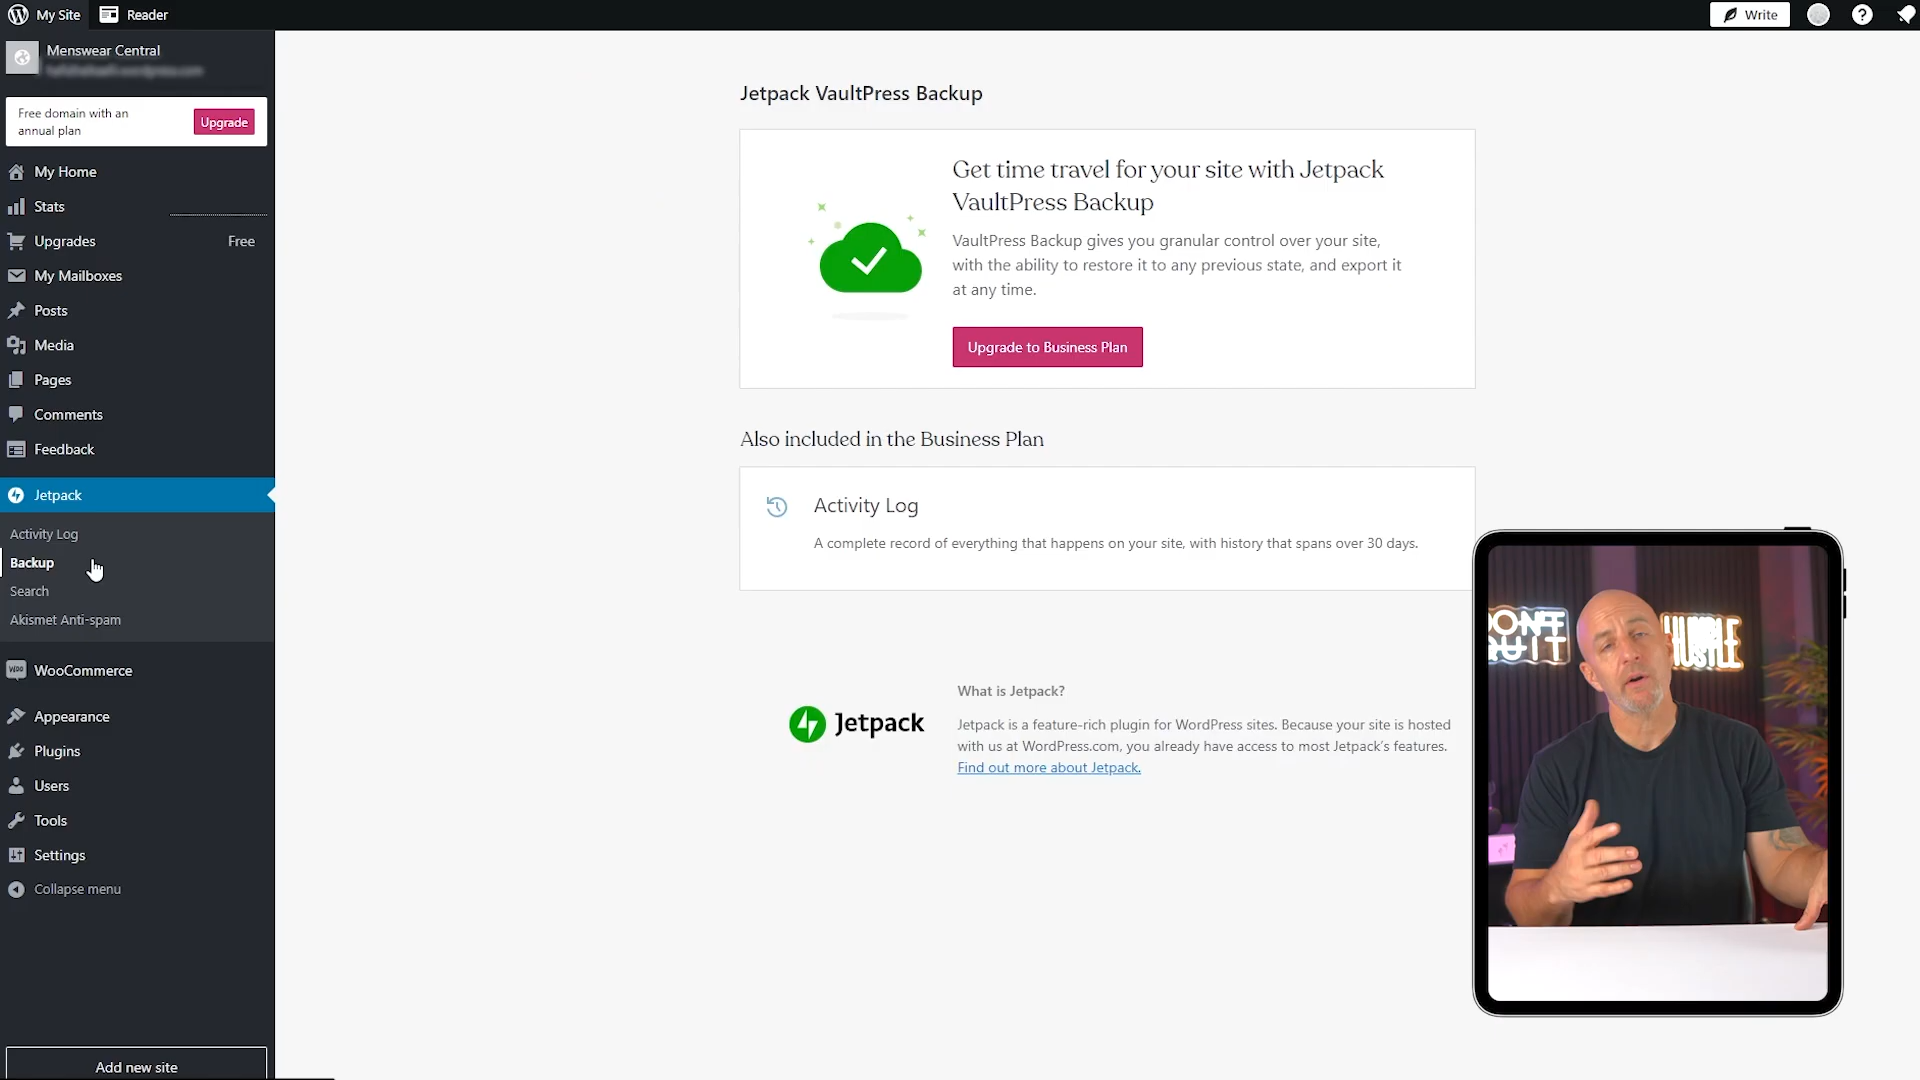 My Site
Reader
Write
Menswear Central
Free domain with an
annual plan
Upgrade
My Home
Stats
Upgrades
Free
My Mailboxes
Posts
Media
Pages
Comments
Feedback
Jetpack
Activity Log
Backup
Search
Akismet Anti-spam
WOO
WooCommerce
Appearance
Plugins
Users
Tools
Settings
Collapse menu
Add new site
Jetpack VaultPress Backup
Get time travel for your site with Jetpack
VaultPress Backup
VaultPress Backup gives you granular control over your site,
with the ability to restore it to any previous state, and export it
at any time.
Upgrade to Business Plan
Also included in the Business Plan
Activity Log
A complete record of everything that happens on your site, with history that spans over 30 days.
Jetpack
What is Jetpack?
Jetpack is a feature-rich plugin for WordPress sites. Because your site is hosted
with us at WordPress.com, you already have access to most Jetpack's features.
Find out more about Jetpack.
DON'T
QUIT
HUMBLE
HUSTLE